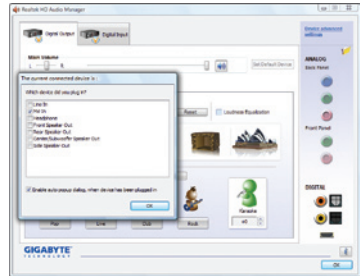 Realtek HD Audio Manager
Digital Output
Digital Input
Device advanced settings
Main Volume
L
R
Set Default Device
ANALOG
Back Panel
The current connected device is :
Which device did you plug in?
Line In
Mic In
Headphone
Front Speaker Out
Rear Speaker Out
Center/Subwoofer Speaker Out
Side Speaker Out
Enable auto popup dialog, when device has been plugged in
OK
Reset
Loudness Equalization
Front Panel
Karaoke
+0
DIGITAL
Pop
Live
Club
Rock
GIGABYTE
TECHNOLOGY
OK